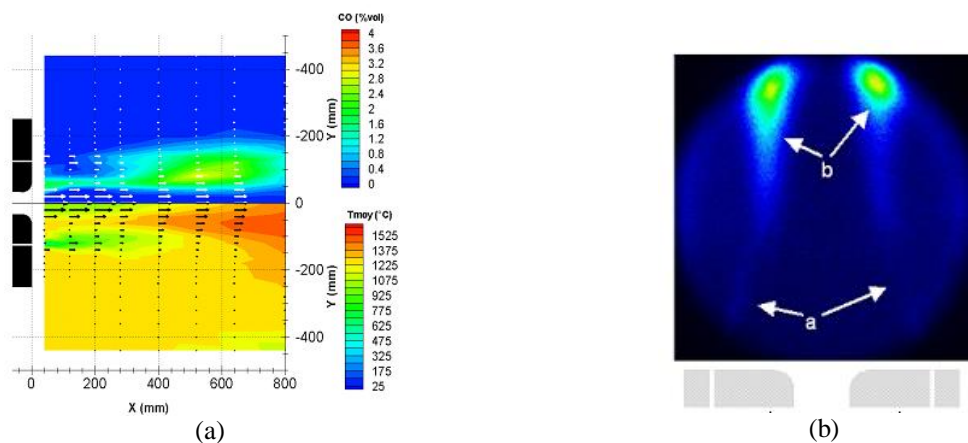 CO (%vol)
4
3.6
3.2
2.8
2.4
2
1.6
1.2
0.8
0.4
0
-400
-200
0
-200
-400
Y (mm)
Y (mm)
Tmoy (°C)
1525
1375
1225
1075
925
775
625
475
325
175
25
0 200 400 600 800
X (mm)
(a)
b
a
(b)